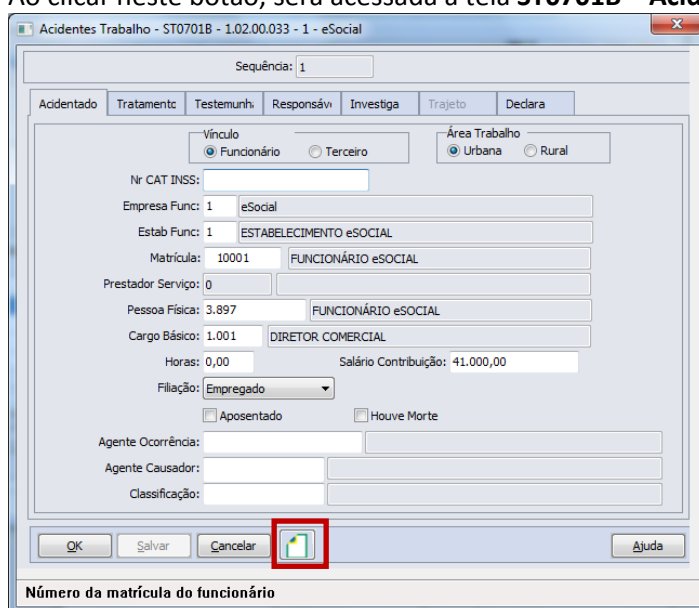 Ao clicar neste botão, será acessada a tela ST0701B – Acid
Acidentes Trabalho - ST0701B - 1.02.00.033 - 1 - eSocial
Sequência: 1
Acidentado Tratamentc Testemunh Responsáv Investiga Trajeto Declara
Vínculo Área Trabalho
Funcionário Terceiro Urbana Rural
Nr CAT INSS:
Empresa Func: 1 eSocial
Estab Func: 1 ESTABELECIMENTO eSOCIAL
Matrícula: 10001 FUNCIONÁRIO eSOCIAL
Prestador Serviço: 0
Pessoa Física: 3.897 FUNCIONÁRIO eSOCIAL
Cargo Básico: 1.001 DIRETOR COMERCIAL
Horas: 0,00 Salário Contribuição: 41.000,00
Filiação: Empregado
Aposentado Houve Morte
Agente Ocorrência:
Agente Causador:
Classificação:
OK Salvar Cancelar Ajuda
Número da matrícula do funcionário